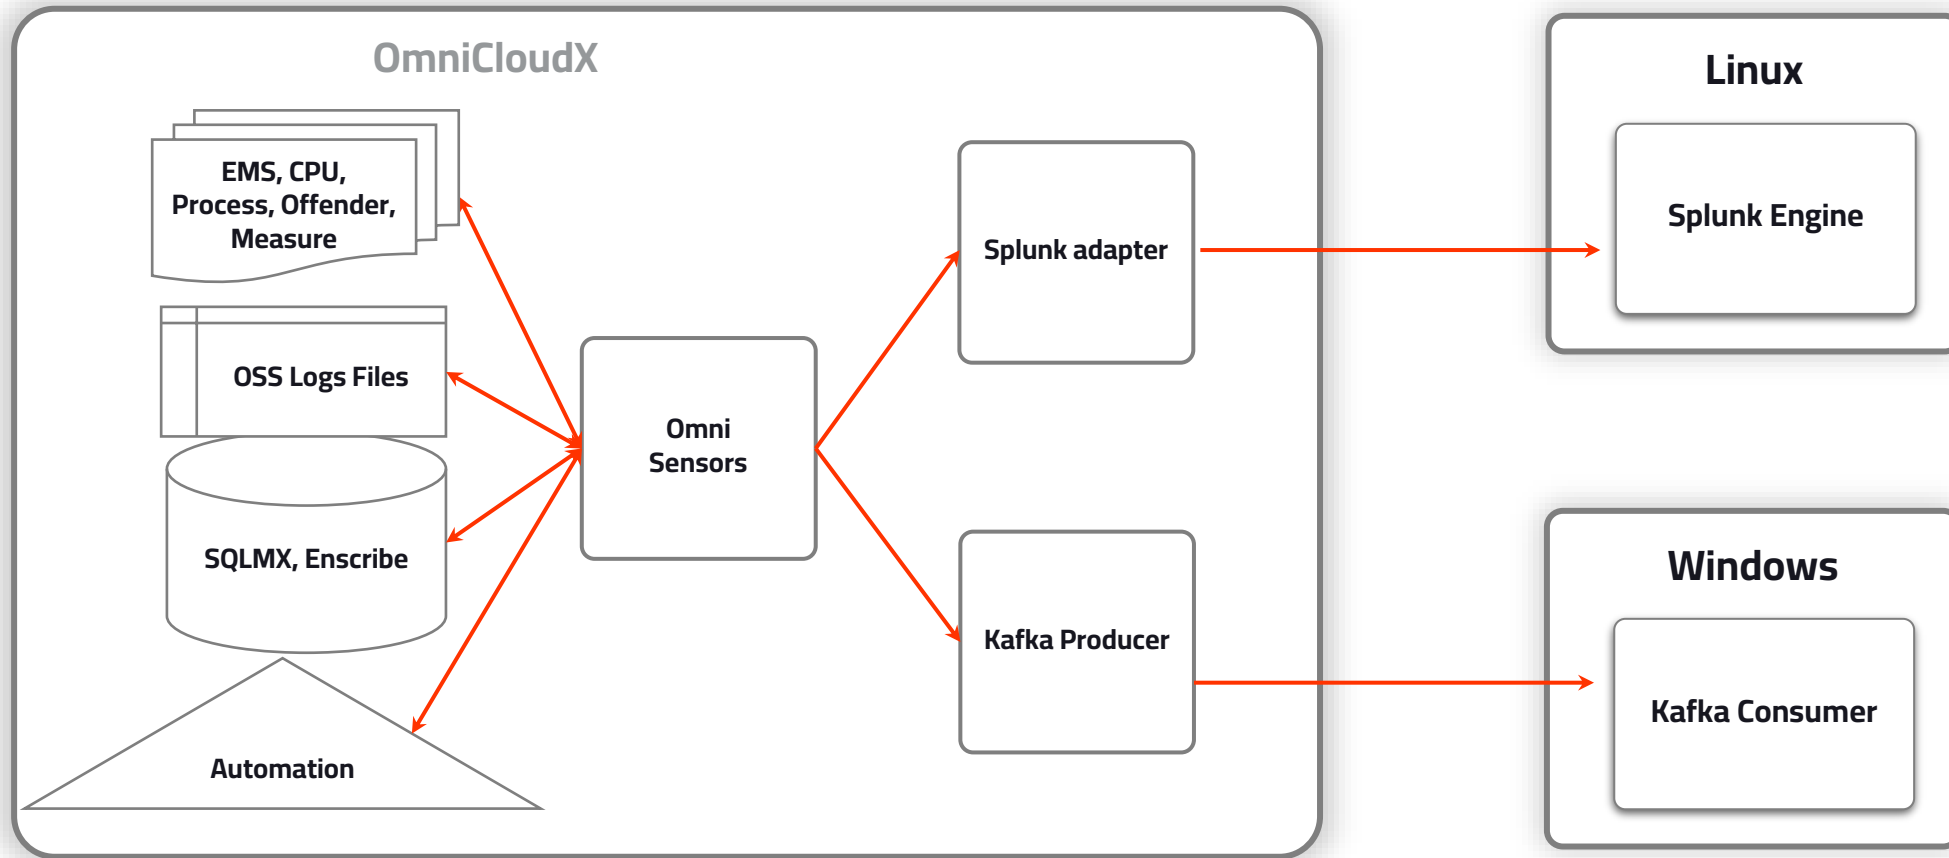 OmniCloudX
EMS, CPU,
Process, Offender,
Measure
OSS Logs Files
SQLMX, Enscribe
Automation
Omni
Sensors
Splunk adapter
Kafka Producer
Linux
Splunk Engine
Windows
Kafka Consumer